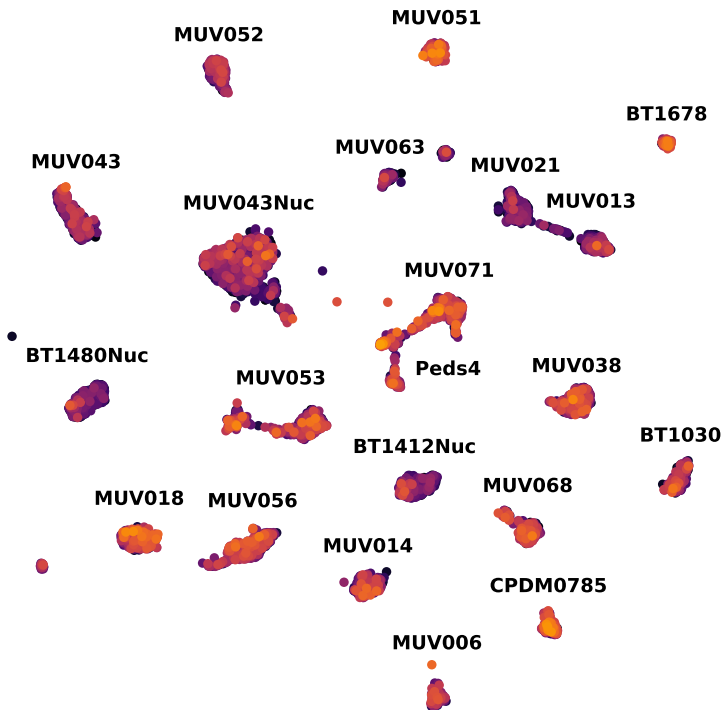 MUV051
MUV052
BT1678
MUV063
MUV043
MUV021
MUV013
MUV043Nuc
MUV071
BT1480Nuc
Peds4
MUV038
MUV053
BT1030
BT1412Nuc
MUV068
MUV018
MUV056
MUV014
CPDM0785
MUV006